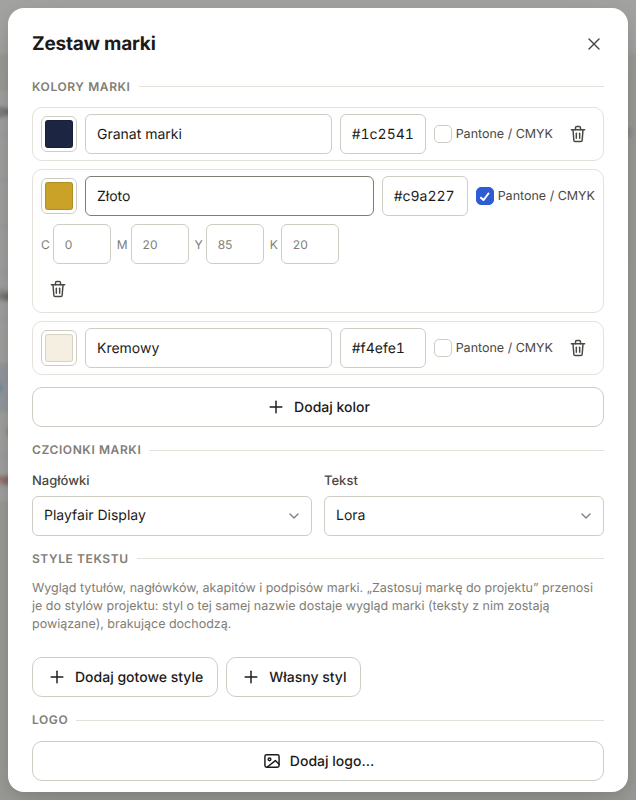 Zestaw marki
KOLORY MARKI
Granat marki #1c2541 Pantone / CMYK
Złoto #c9a227 Pantone / CMYK
C 0 M 20 Y 85 K 20
Kremowy #f4efe1 Pantone / CMYK
Dodaj kolor
CZCIONKI MARKI
Nagłówki Tekst
Playfair Display Lora
STYLE TEKSTU
Wygląd tytułów, nagłówków, akapitów i podpisów marki. „Zastosuj markę do projektu” przenosi
je do stylów projektu: styl o tej samej nazwie dostaje wygląd marki (teksty z nim zostają
powiązane), brakujące dochodzą.
Dodaj gotowe style Własny styl
LOGO
Dodaj logo...